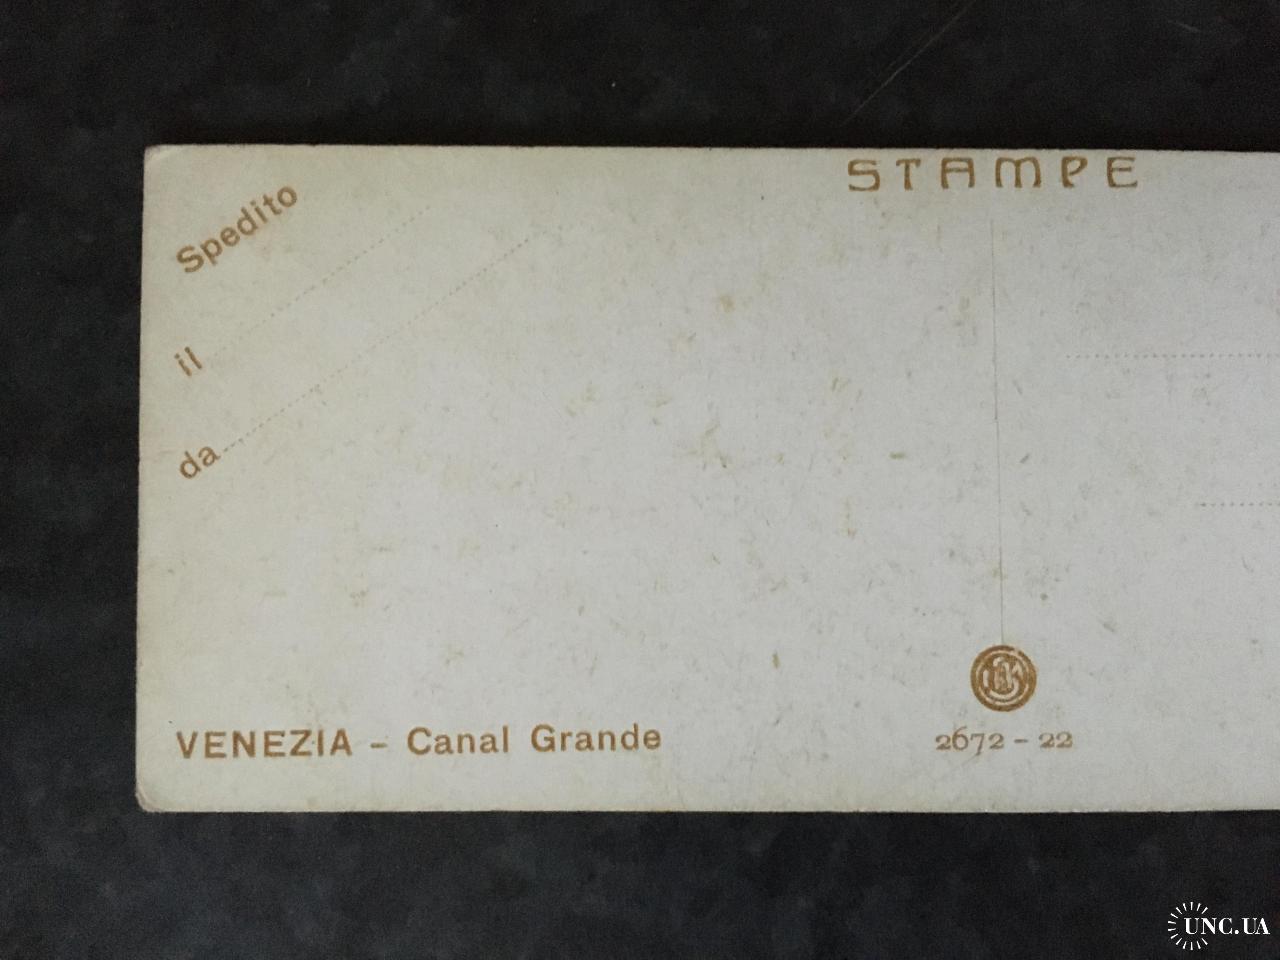 STAMPE
Spedito
il
da
VENEZIA - Canal Grande
2672 - 22
UNC.UA